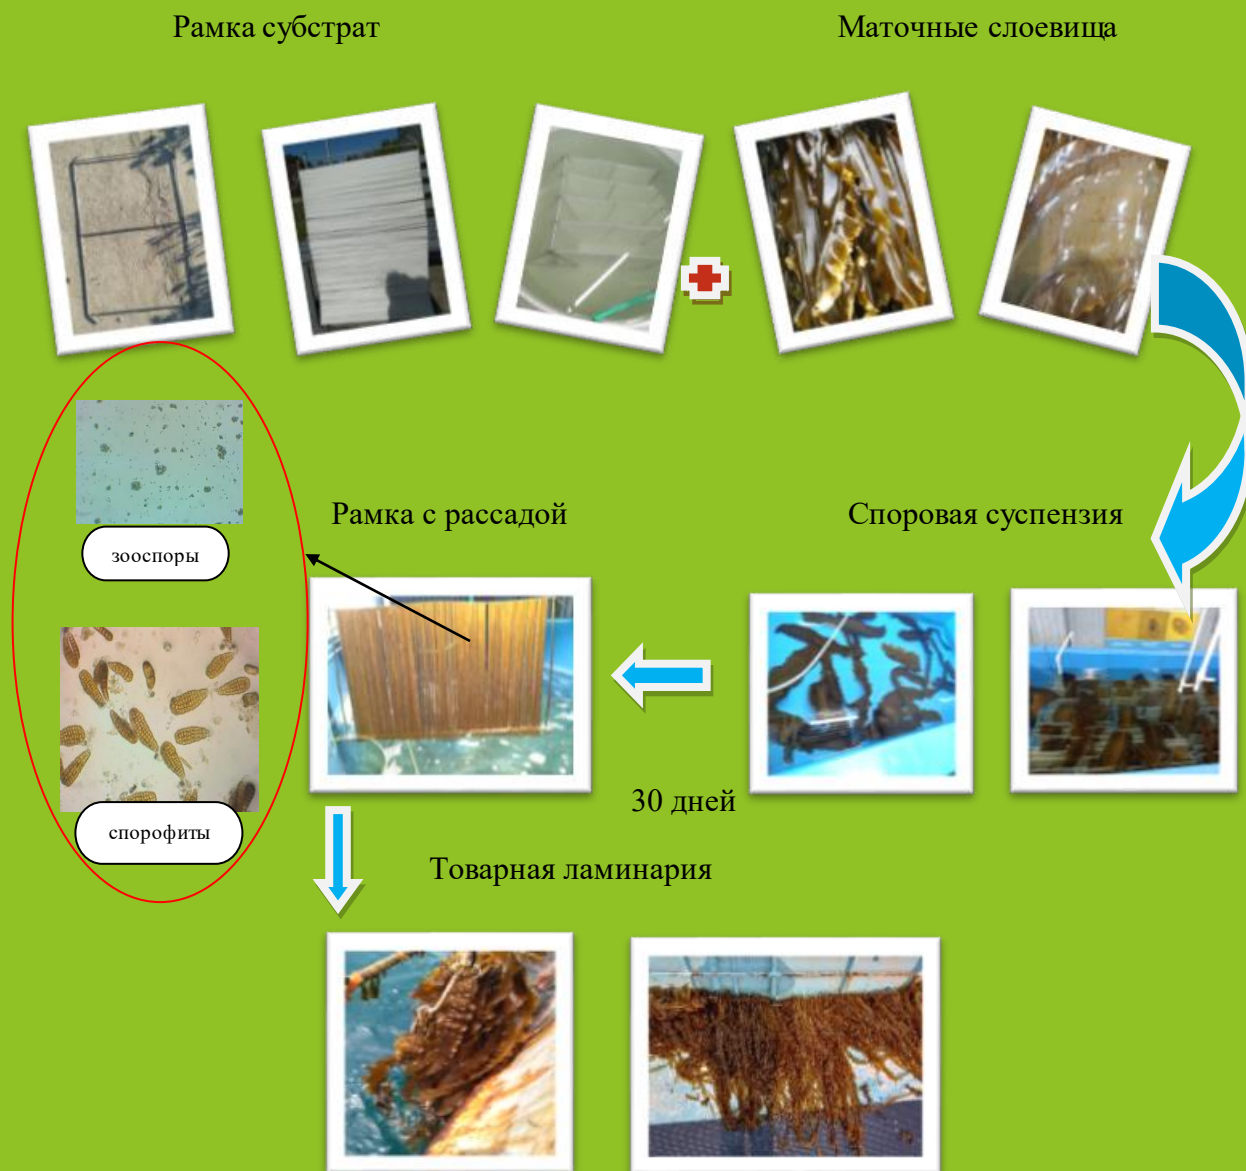 Рамка субстрат
Маточные слоевища
Рамка с рассадой
Споровая суспензия
зооспоры
30 дней
спорофиты
Товарная ламинария